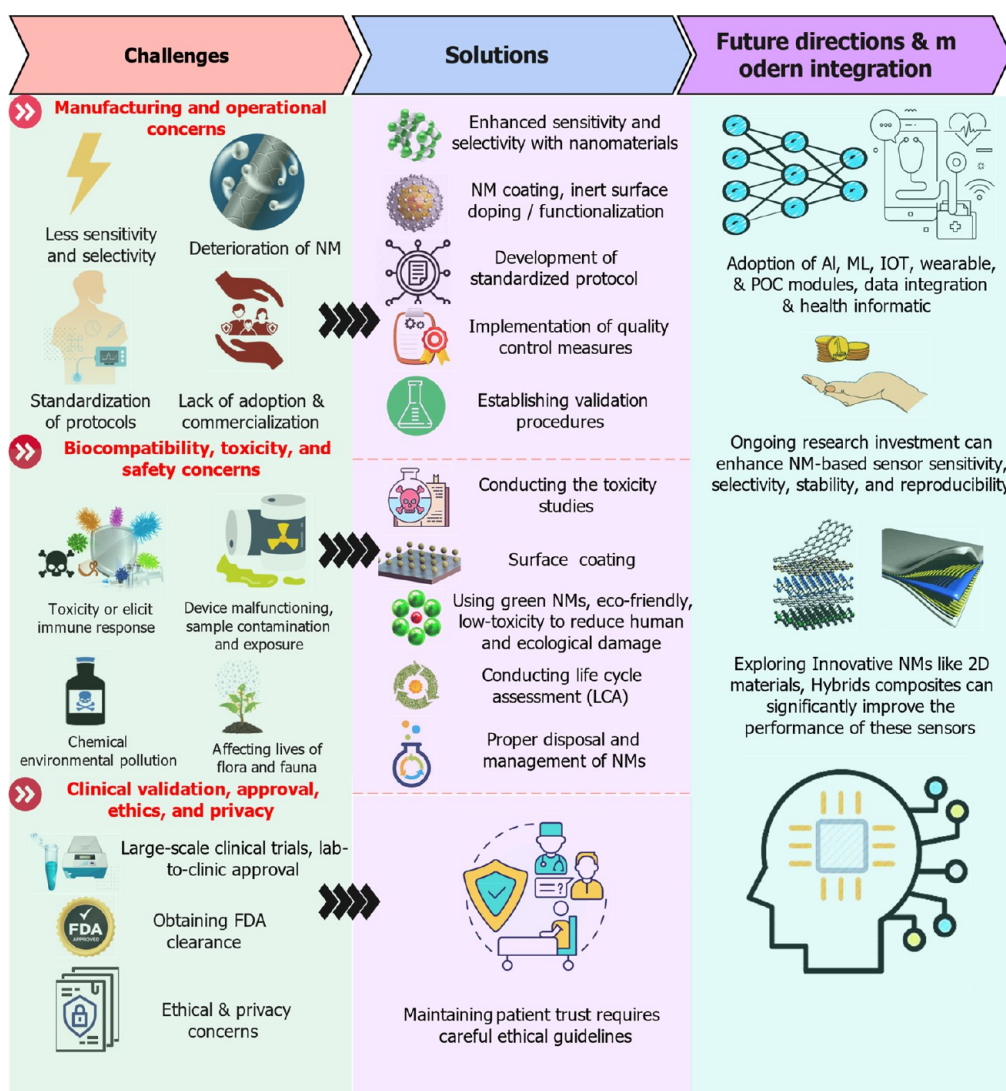 Challenges
Solutions
Future directions & m
odern integration
Manufacturing and operational
concerns
Less sensitivity
and selectivity
Deterioration of NM
Standardization
of protocols
Lack of adoption &
commercialization
Biocompatibility, toxicity, and
safety concerns
Toxicity or elicit
immune response
Device malfunctioning,
sample contamination
and exposure
Chemical
environmental pollution
Affecting lives of
flora and fauna
Clinical validation, approval,
ethics, and privacy
Large-scale clinical trials, lab-
to-clinic approval
FDA
APPROVED
Obtaining FDA
clearance
Ethical & privacy
concerns
Enhanced sensitivity and
selectivity with nanomaterials
NM coating, inert surface
doping / functionalization
Development of
standardized protocol
Implementation of quality
control measures
Establishing validation
procedures
Conducting the toxicity
studies
Surface coating
Using green NMs, eco-friendly,
low-toxicity to reduce human
and ecological damage
Conducting life cycle
assessment (LCA)
Proper disposal and
management of NMs
?
Maintaining patient trust requires
careful ethical guidelines
Adoption of AI, ML, IOT, wearable,
& POC modules, data integration
& health informatic
Ongoing research investment can
enhance NM-based sensor sensitivity,
selectivity, stability, and reproducibility
Exploring Innovative NMs like 2D
materials, Hybrids composites can
significantly improve the
performance of these sensors